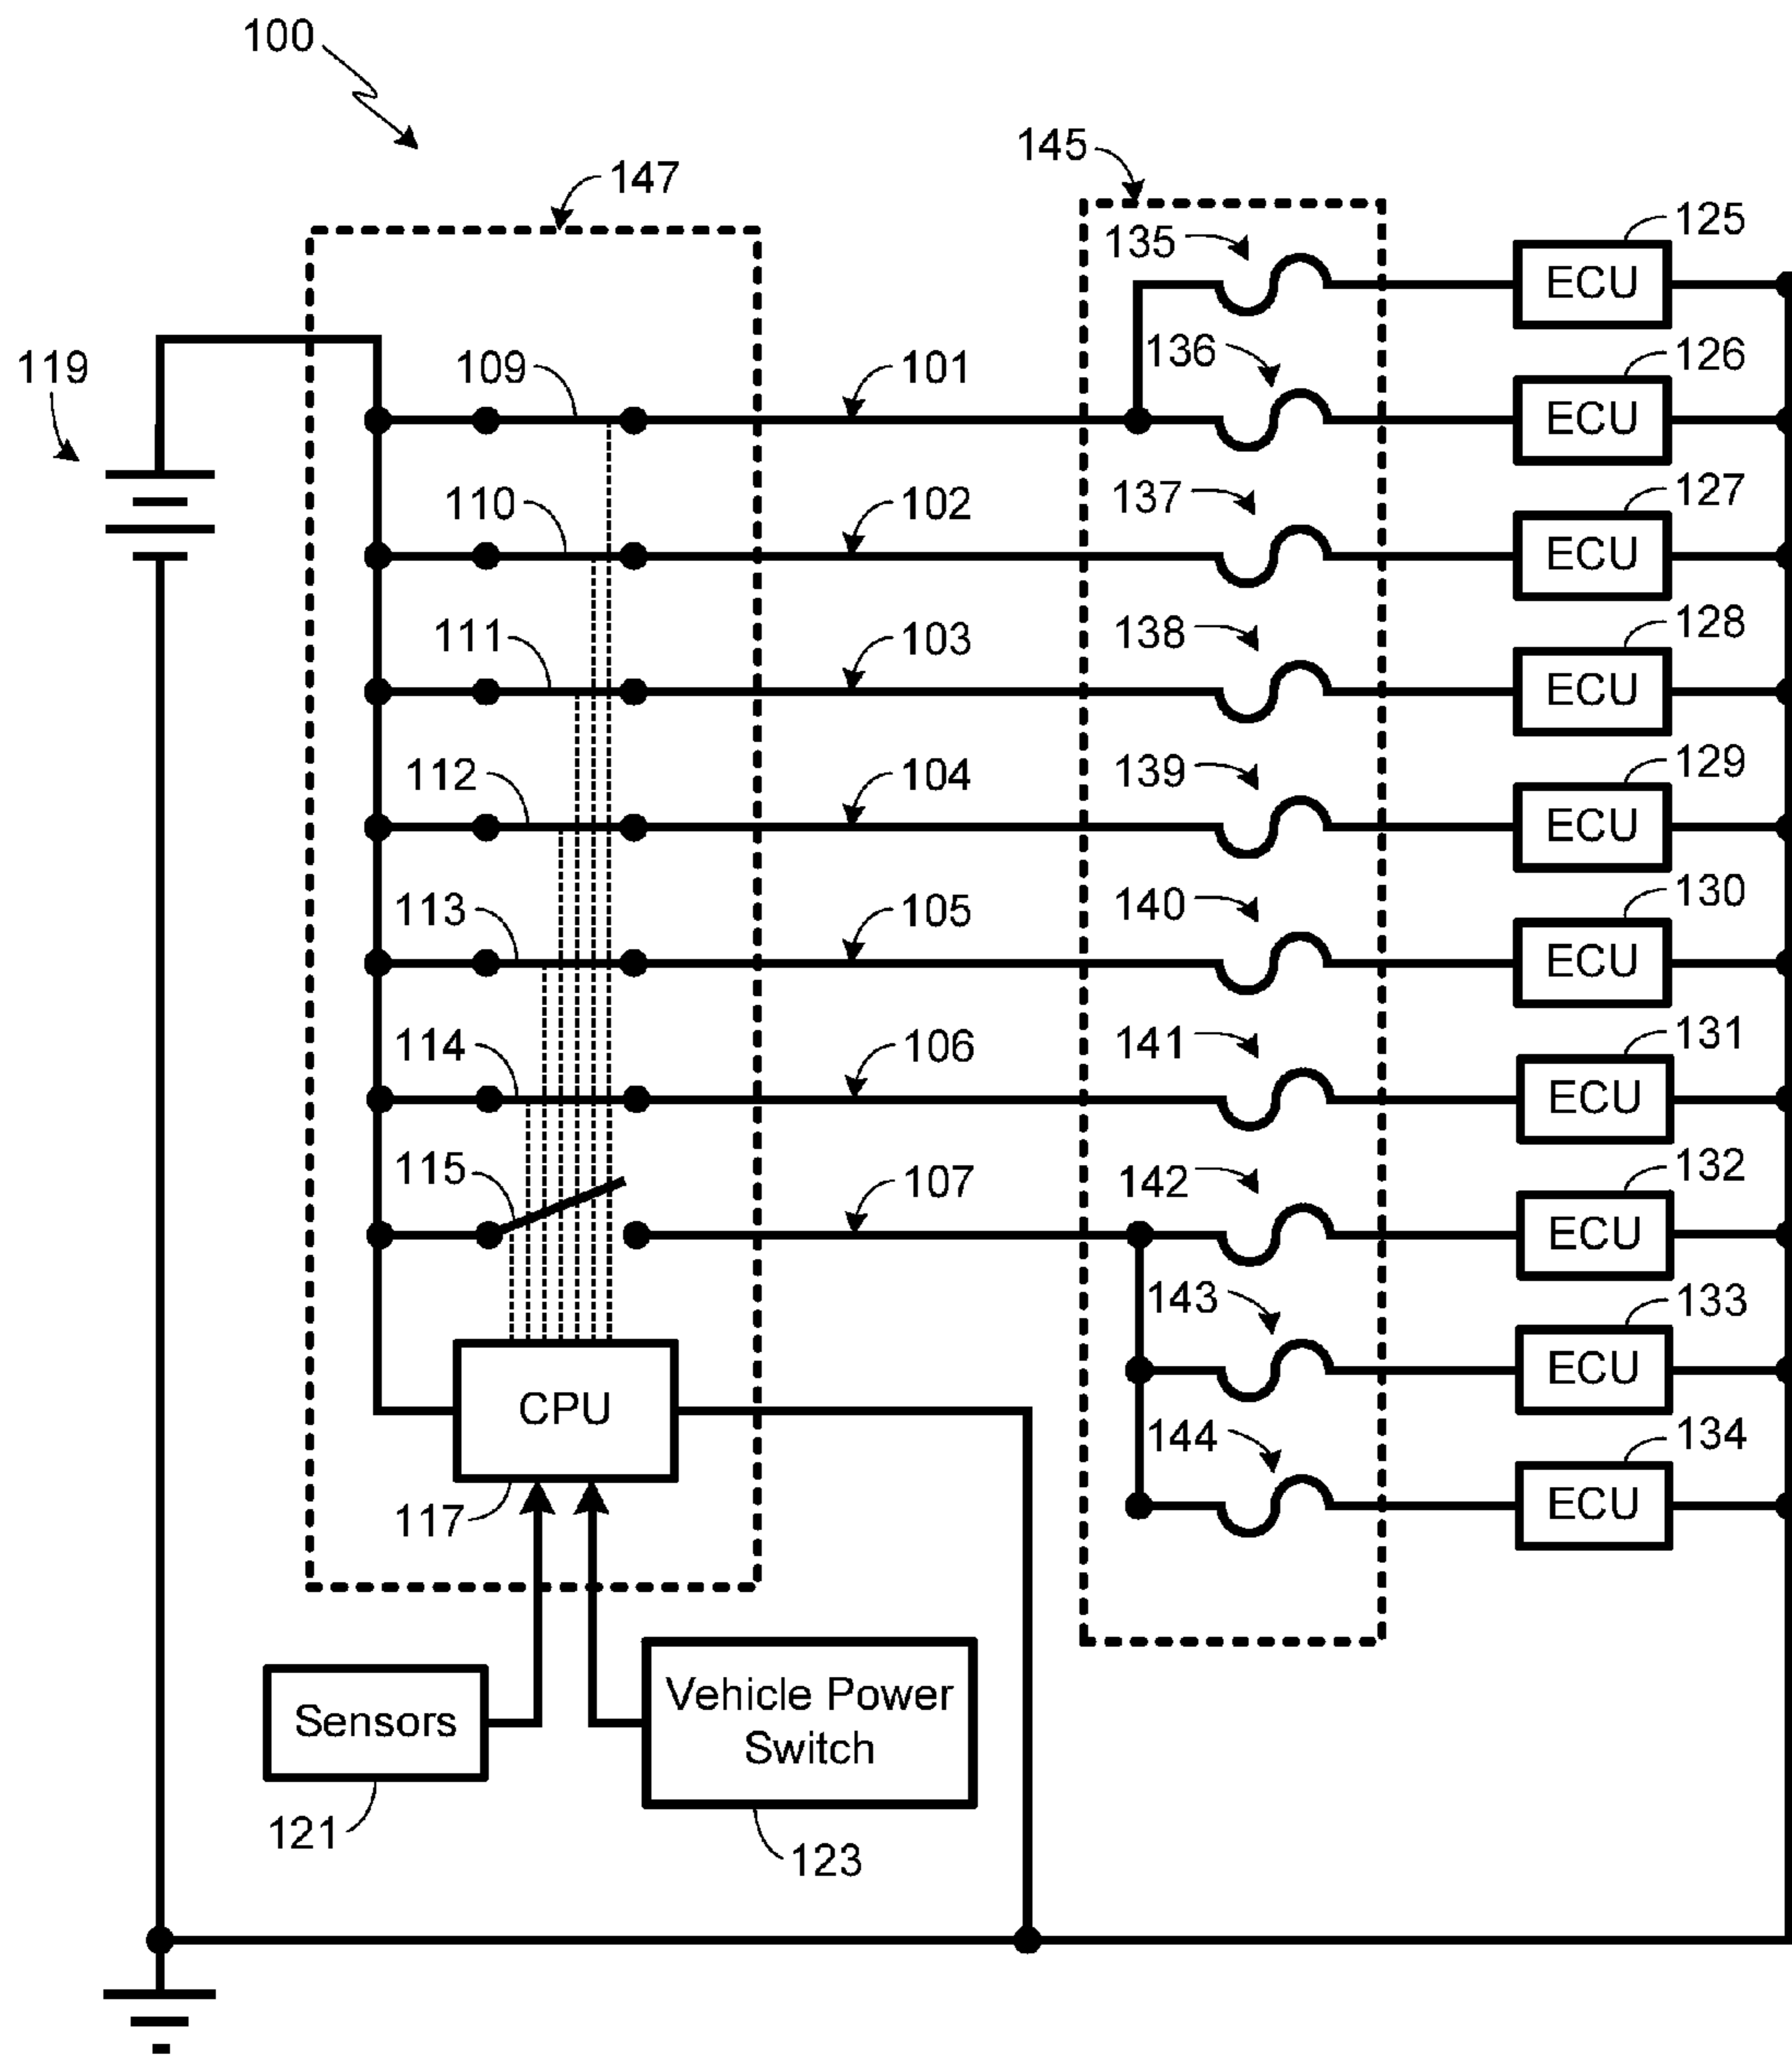 100
147
145
135
125
ECU
119
109
101
136
126
ECU
110
102
137
127
ECU
111
103
138
128
ECU
112
104
139
129
ECU
113
105
140
130
ECU
114
106
141
131
ECU
115
107
142
132
ECU
143
133
ECU
CPU
144
134
ECU
117
Sensors
Vehicle Power
Switch
121
123